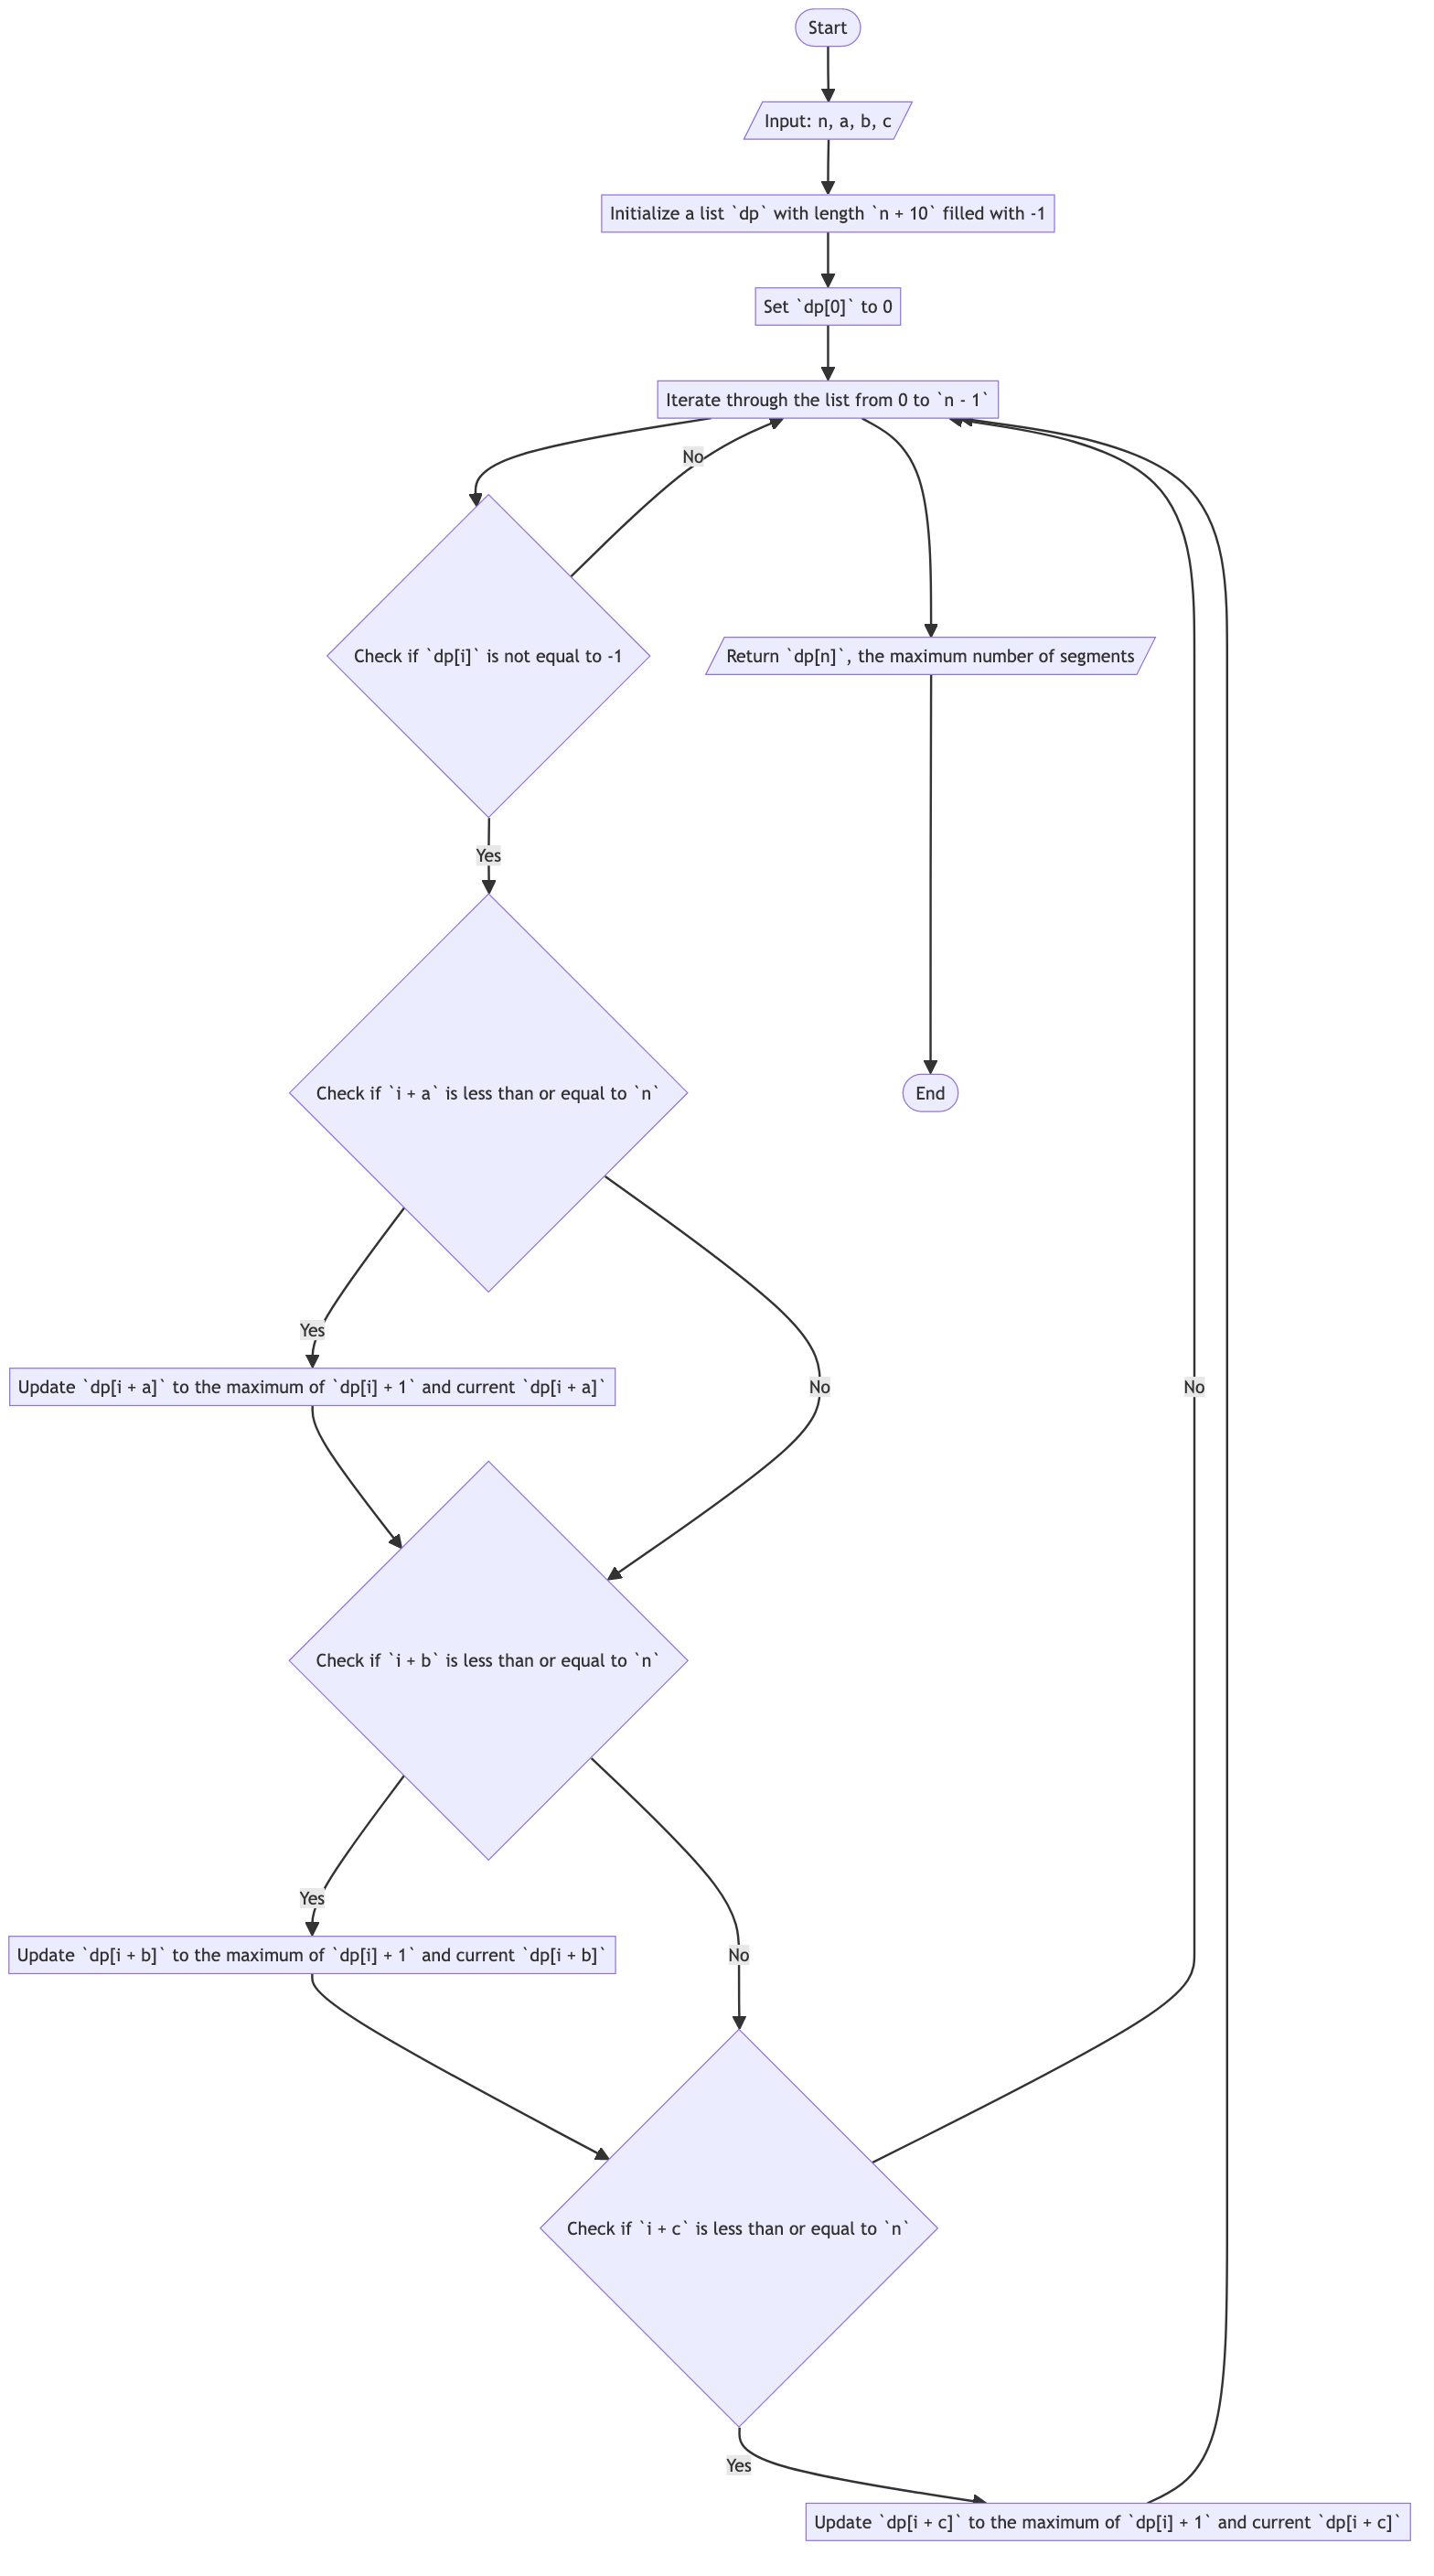 Start
Input: n, a, b, c
Initialize a list `dp` with length `n + 10` filled with -1
Set `dp[0]` to 0
Iterate through the list from 0 to `n - 1`
No
Check if `dp[i]` is not equal to -1
Return `dp[n]`, the maximum number of segments
Yes
Check if `i + a` is less than or equal to `n`
End
Yes
Update `dp[i + a]` to the maximum of `dp[i] + 1` and current `dp[i + a]`
No
No
Check if `i + b` is less than or equal to `n`
Yes
Update `dp[i + b]` to the maximum of `dp[i] + 1` and current `dp[i + b]`
No
Check if `i + c` is less than or equal to `n`
Yes
Update `dp[i + c]` to the maximum of `dp[i] + 1` and current `dp[i + c]`